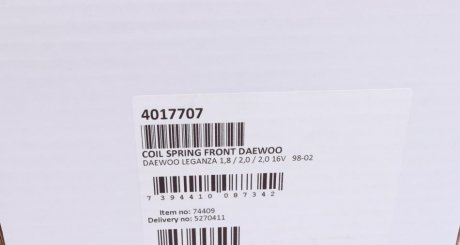 4017707
COIL SPRING FRONT DAEWOO
DAEWOO LEGANZA 1,8 / 2,0 / 2,0 16V 98-02
7 394410 087342
Item no: 74409
Delivery no: 5270411